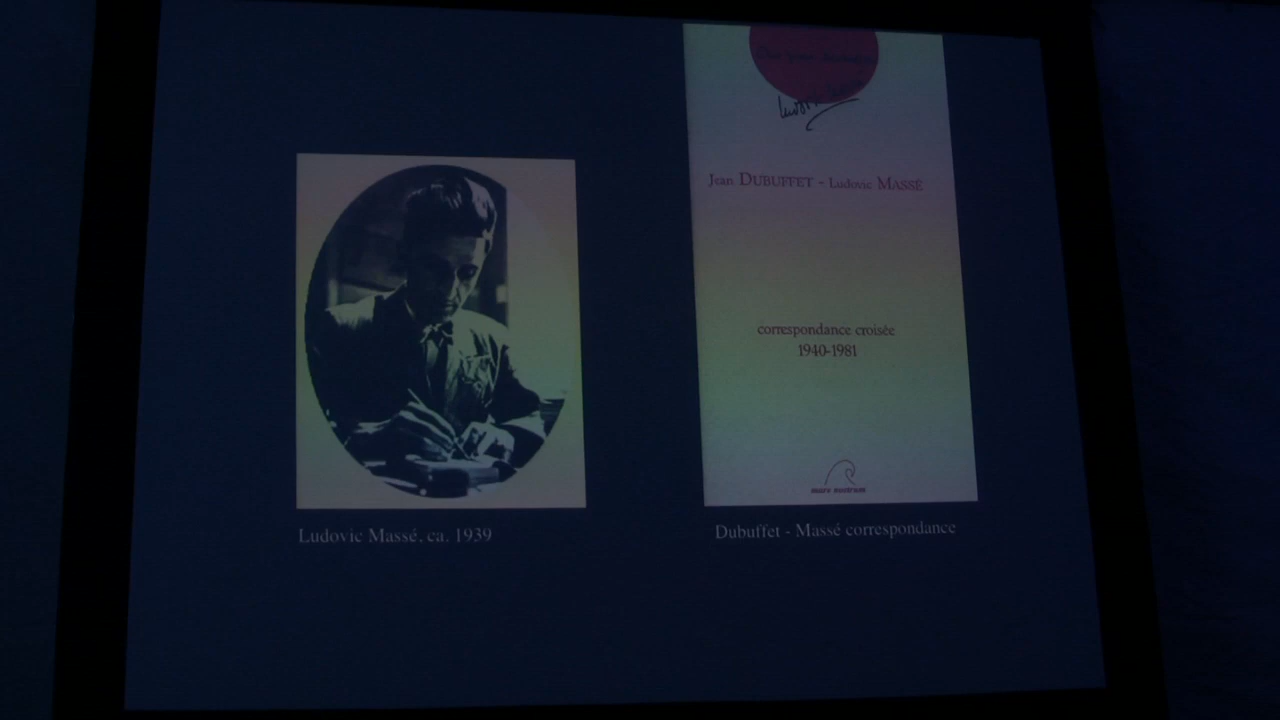 Jean DUBUFFET - Ludovic MASSÉ
correspondance croisée
1940-1981
mare nostrum
Ludovic Massé, ca. 1939
Dubuffet - Massé correspondance